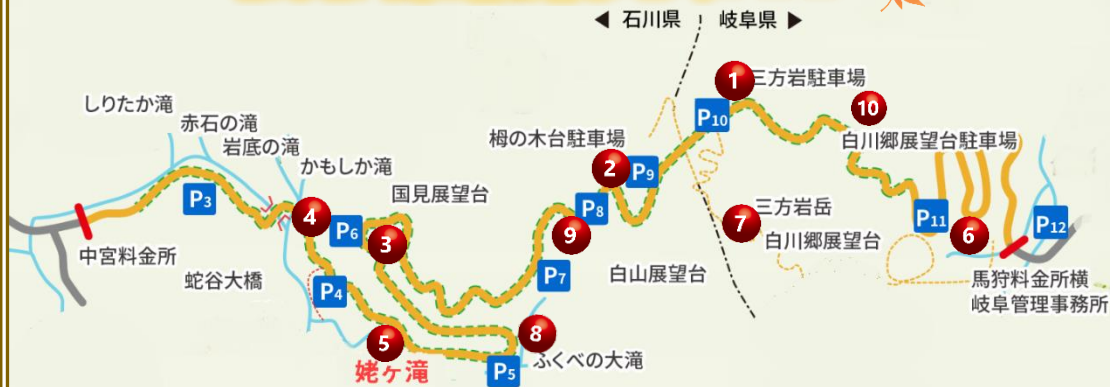 ◀ 石川県 岐阜県 ▶
1
三方岩駐車場
10
しりたか滝
赤石の滝
岩底の滝
かもしか滝
P10
栂の木台駐車場
白川郷展望台駐車場
2
P9
国見展望台
P3
4
P6
3
P8
9
7
三方岩岳
白川郷展望台
P11
6
P12
中宮料金所
蛇谷大橋
P4
P7
白山展望台
馬狩料金所横
岐阜管理事務所
5
姥ヶ滝
8
ふくべの大滝
P5